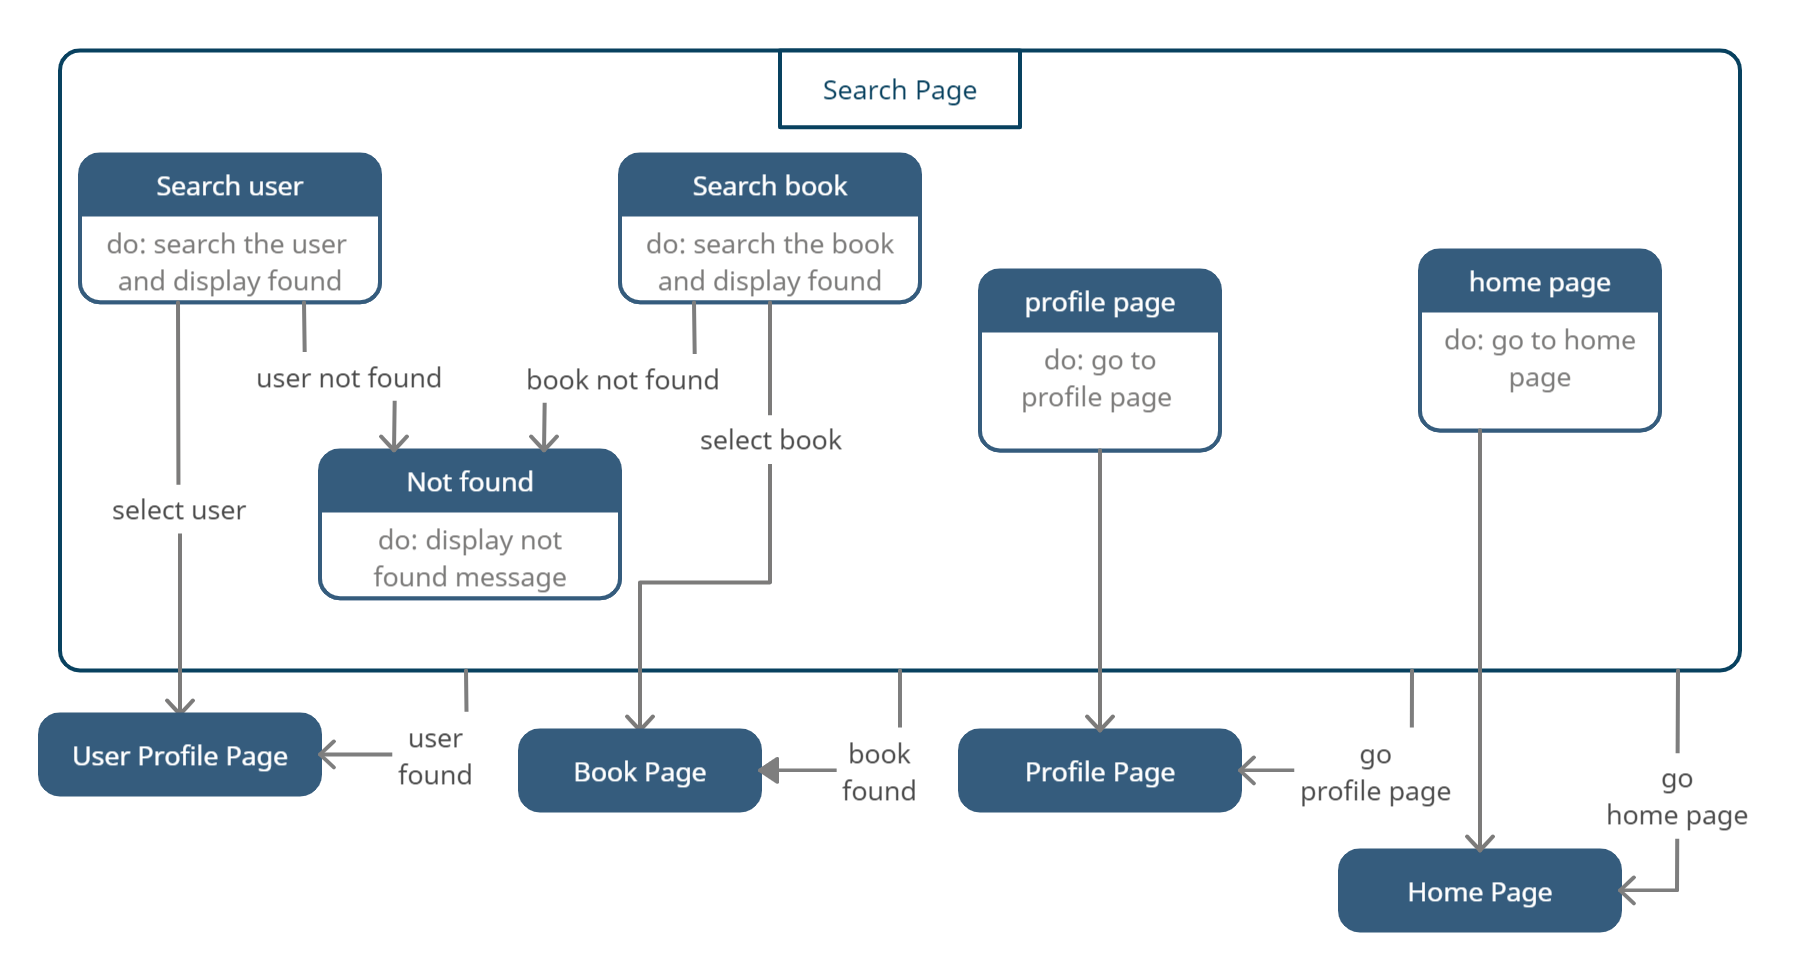 Search Page
Search user
do: search the user
and display found
Search book
do: search the book
and display found
profile page
do: go to
profile page
home page
do: go to home
page
user not found
book not found
select book
select user
Not found
do: display not
found message
User Profile Page
user
found
Book Page
book
found
Profile Page
go
profile page
go
home page
Home Page